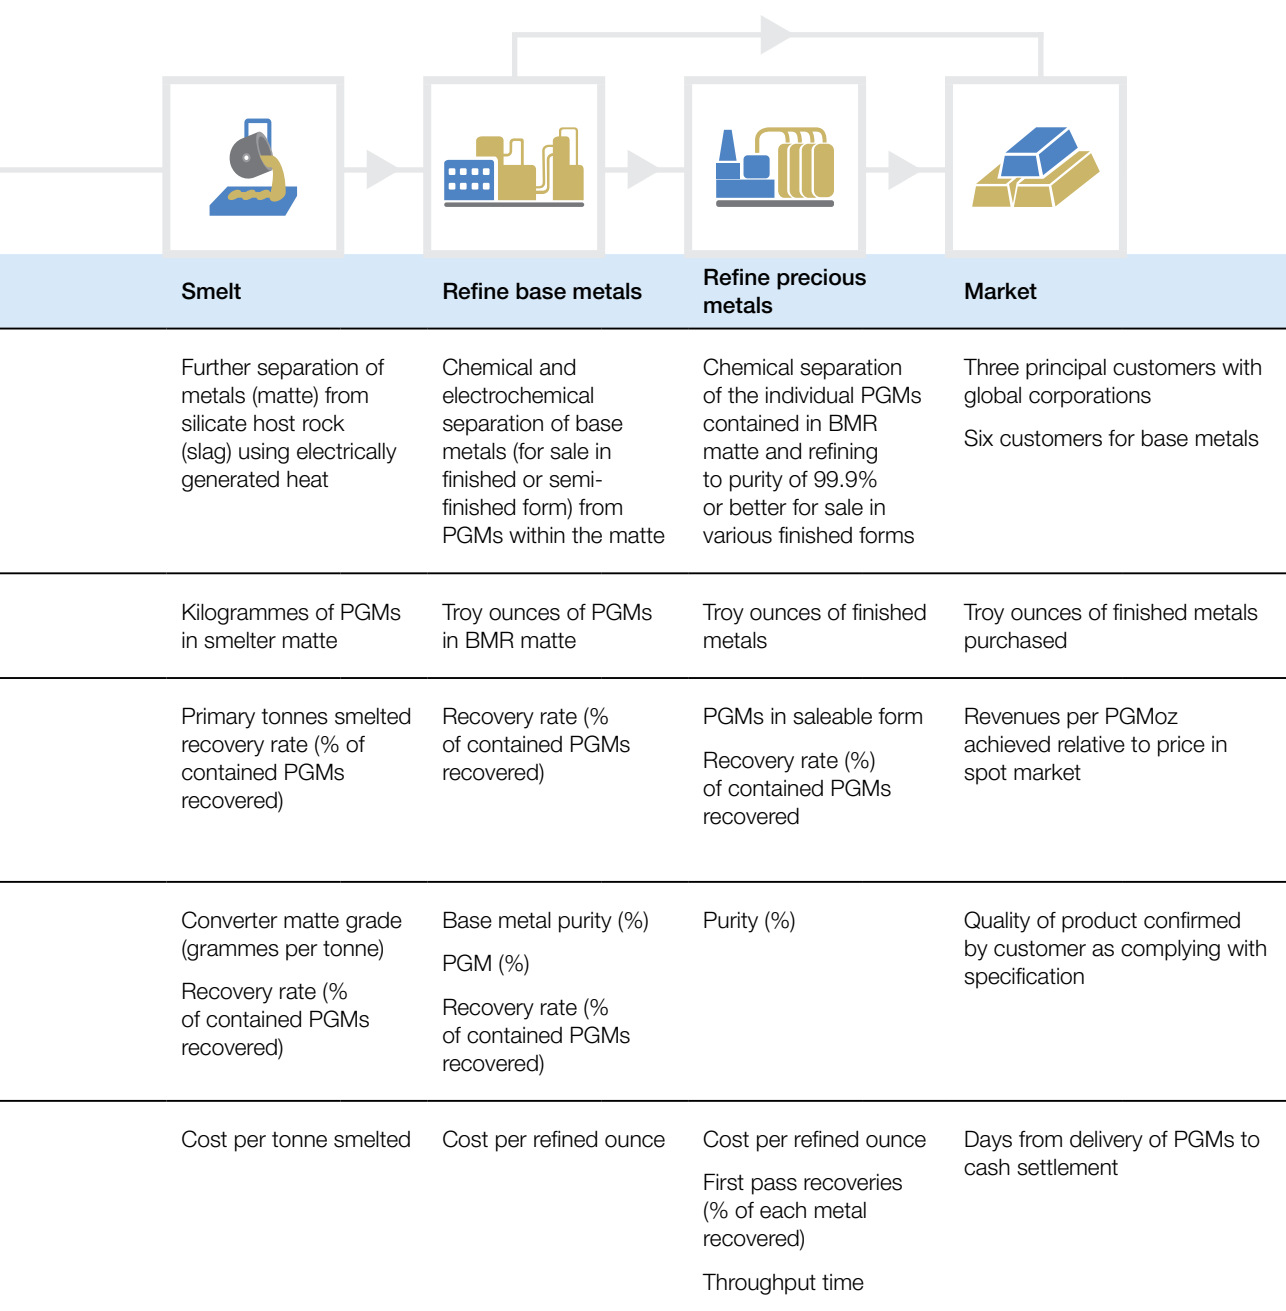 Smelt
Refine base metals
Refine precious
metals
Market
Further separation of
metals (matte) from
silicate host rock
(slag) using electrically
generated heat
Chemical and
electrochemical
separation of base
metals (for sale in
finished or semi-
finished form) from
PGMs within the matte
Chemical separation
of the individual PGMs
contained in BMR
matte and refining
to purity of 99.9%
or better for sale in
various finished forms
Three principal customers with
global corporations
Six customers for base metals
Kilogrammes of PGMs
in smelter matte
Troy ounces of PGMs
in BMR matte
Troy ounces of finished
metals
Troy ounces of finished metals
purchased
Primary tonnes smelted
recovery rate (% of
contained PGMs
recovered)
Recovery rate (%
of contained PGMs
recovered)
PGMs in saleable form
Recovery rate (%)
of contained PGMs
recovered
Revenues per PGMoz
achieved relative to price in
spot market
Converter matte grade
(grammes per tonne)
Recovery rate (%
of contained PGMs
recovered)
Base metal purity (%)
PGM (%)
Recovery rate (%
of contained PGMs
recovered)
Purity (%)
Quality of product confirmed
by customer as complying with
specification
Cost per tonne smelted
Cost per refined ounce
Cost per refined ounce
First pass recoveries
(% of each metal
recovered)
Throughput time
Days from delivery of PGMs to
cash settlement